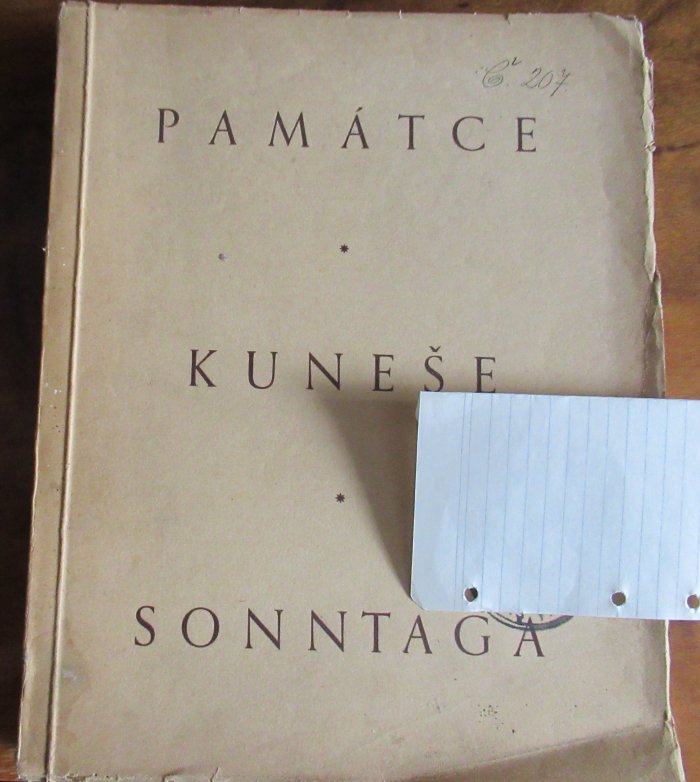 Č. 207
PAMÁTCE
KUNEŠE
SONNTAGA